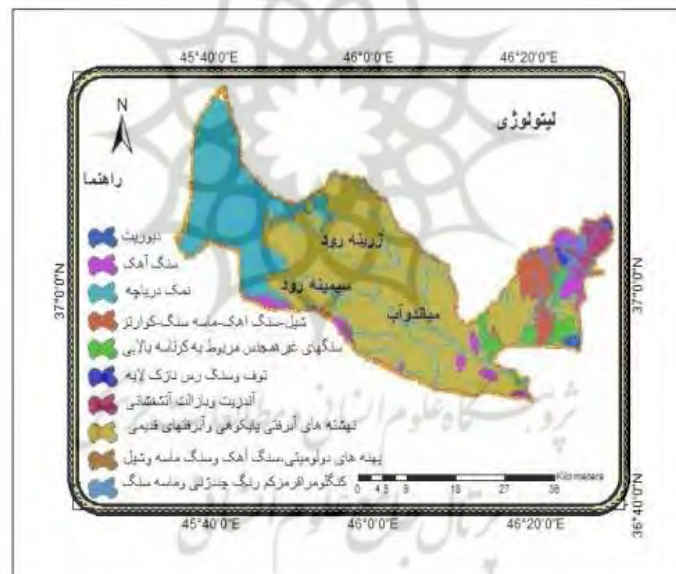 45°40'0"E 46°0'0"E 46°20'0"E
N
لیتولوژی
راهنما
دیوریت
سنگ آهک
نمک دریاچه
شیل-سنگ اهک-ماسه سنگ-کوارتز
سنگهای غیرهمجنس مربوط به کرتاسه بالایی
توف وسنگ رس نازک لایه
آندزیت وبازالت آتشفشانی
نهشته های آبرفتی پایکوهی وآبرفتهای قدیمی
پهنه های دولومیتی،سنگ آهک وسنگ ماسه وشیل
کنگلومرا قرمزکم رنگ چندزنی وماسه سنگ
زرینه رود
سیمینه رود
میاندوآب
37°0'0"N
37°0'0"N
36°40'0"N
Kilometers
0 4.5 9 18 27 36
45°40'0"E 46°0'0"E 46°20'0"E